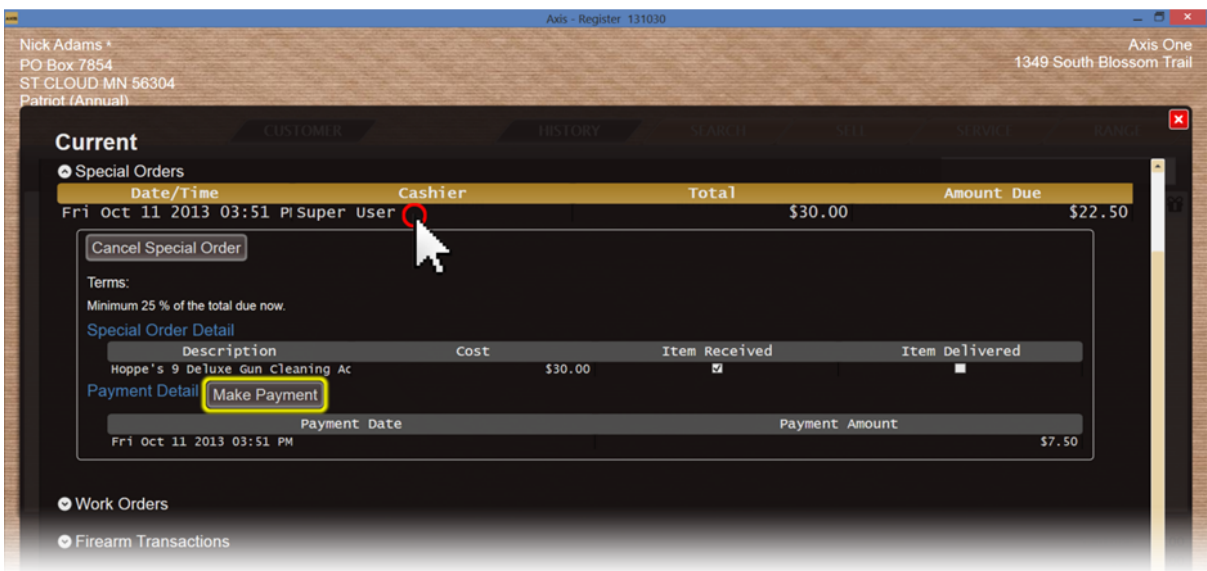 axis
Axis - Register 131030
Nick Adams *
PO Box 7854
ST CLOUD MN 56304
Patriot (Annual)
Axis One
1349 South Blossom Trail
CUSTOMER HISTORY SEARCH SELL SERVICE RANGE
Current
Special Orders
Date/Time Cashier Total Amount Due
Fri Oct 11 2013 03:51 PM Super User $30.00 $22.50
Cancel Special Order
Terms:
Minimum 25 % of the total due now.
Special Order Detail
Description Cost Item Received Item Delivered
Hoppe's 9 Deluxe Gun Cleaning Ac $30.00
Payment Detail Make Payment
Payment Date Payment Amount
Fri Oct 11 2013 03:51 PM $7.50
Work Orders
Firearm Transactions